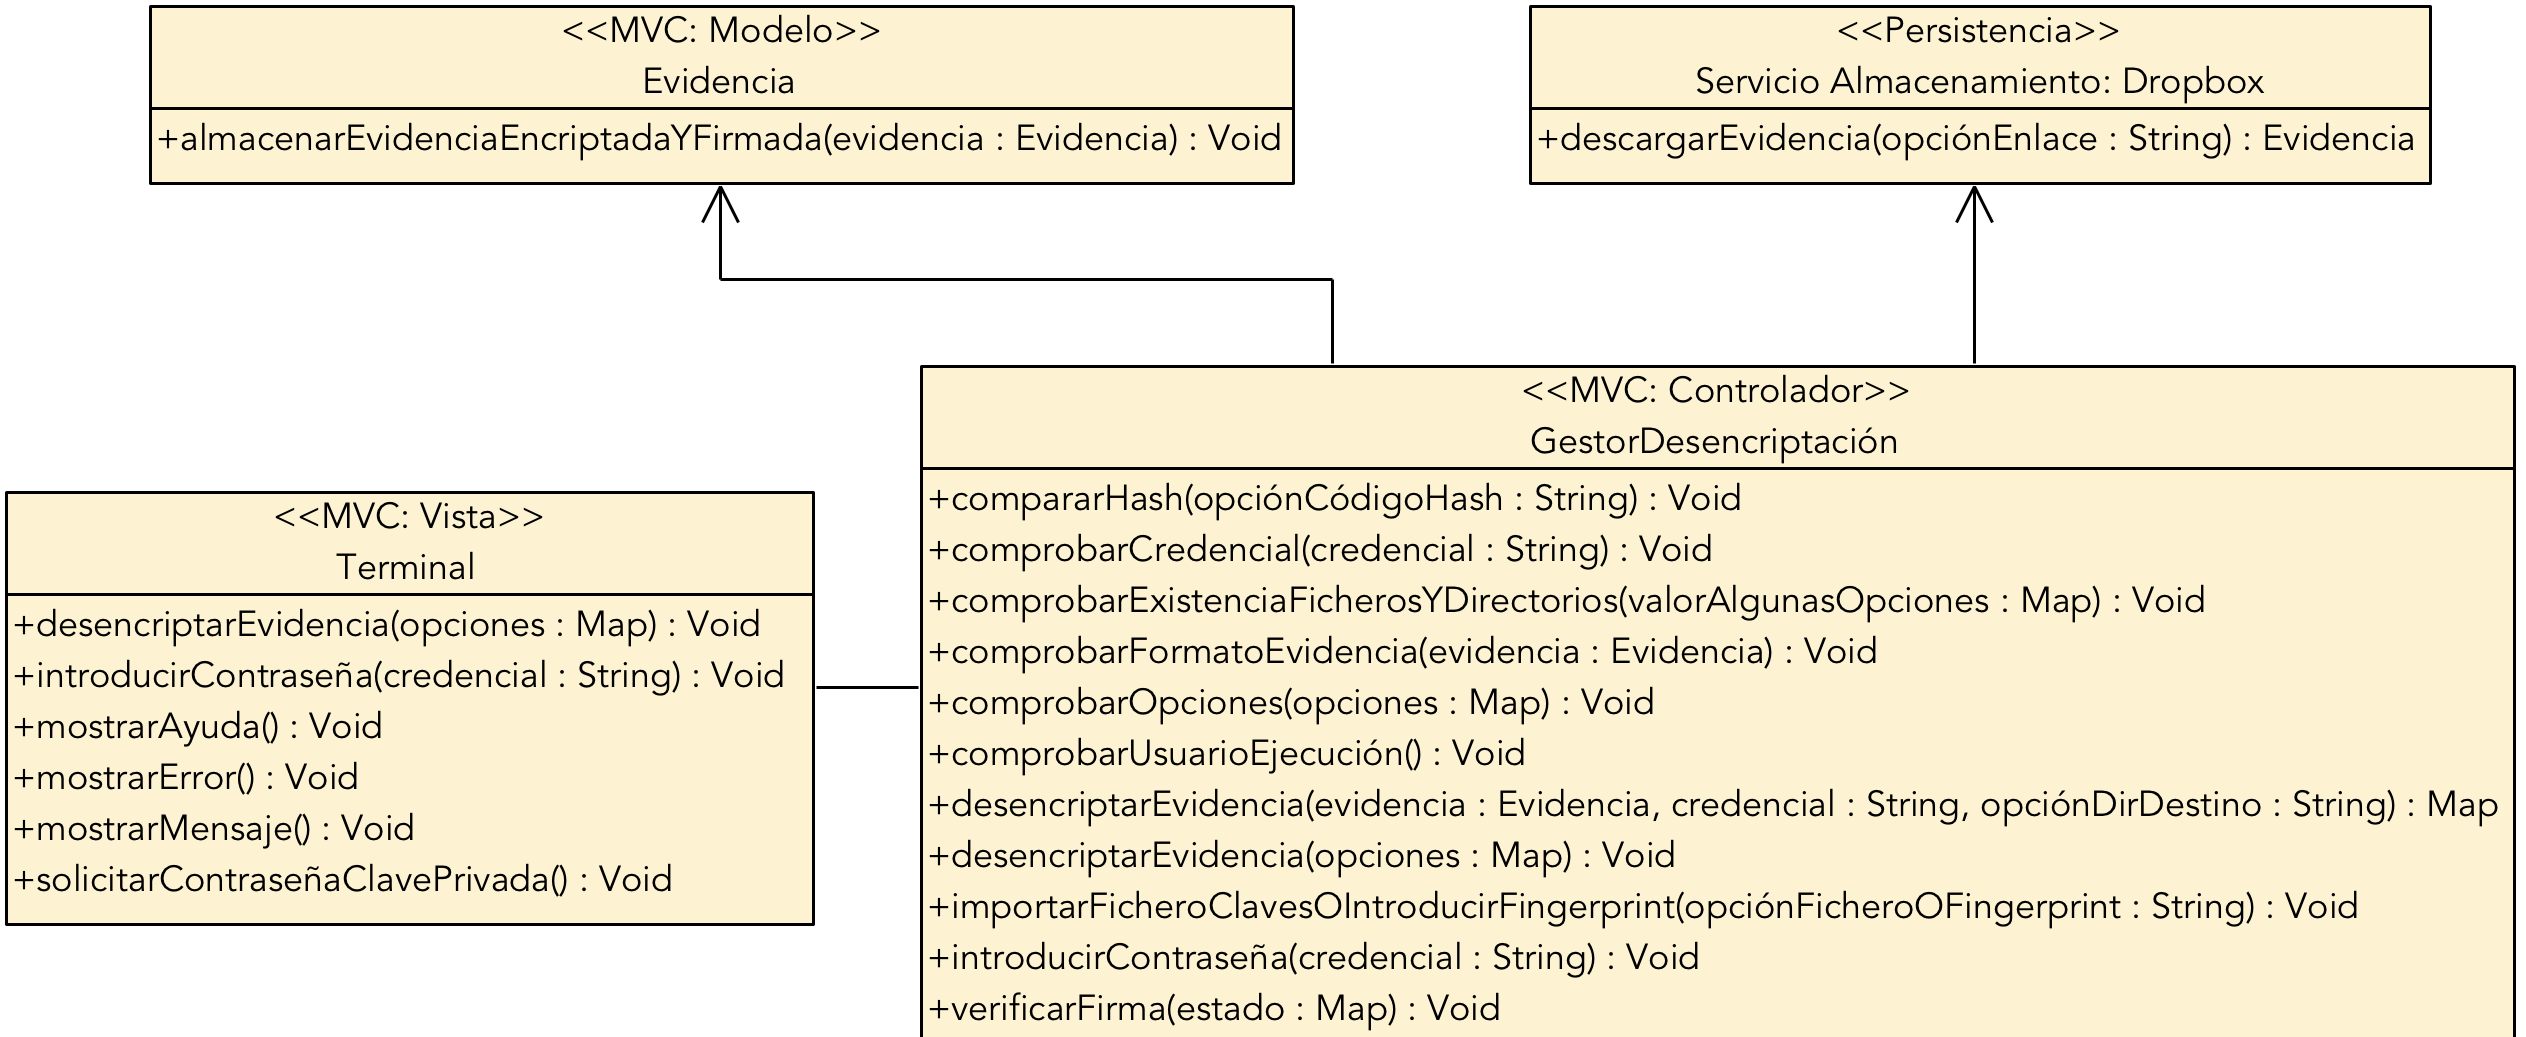 <<MVC: Modelo>>
Evidencia
+almacenarEvidenciaEncriptadaYFirmada(evidencia : Evidencia) : Void
<<Persistencia>>
Servicio Almacenamiento: Dropbox
+descargarEvidencia(opciónEnlace : String) : Evidencia
<<MVC: Vista>>
Terminal
+desencriptarEvidencia(opciones : Map) : Void
+introducirContraseña(credencial : String) : Void
+mostrarAyuda() : Void
+mostrarError() : Void
+mostrarMensaje() : Void
+solicitarContraseñaClavePrivada() : Void
<<MVC: Controlador>>
GestorDesencriptación
+compararHash(opciónCódigoHash : String) : Void
+comprobarCredencial(credencial : String) : Void
+comprobarExistenciaFicherosYDirectorios(valorAlgunasOpciones : Map) : Void
+comprobarFormatoEvidencia(evidencia : Evidencia) : Void
+comprobarOpciones(opciones : Map) : Void
+comprobarUsuarioEjecución() : Void
+desencriptarEvidencia(evidencia : Evidencia, credencial : String, opciónDirDestino : String) : Map
+desencriptarEvidencia(opciones : Map) : Void
+importarFicheroClavesOIntroducirFingerprint(opciónFicheroOFingerprint : String) : Void
+introducirContraseña(credencial : String) : Void
+verificarFirma(estado : Map) : Void